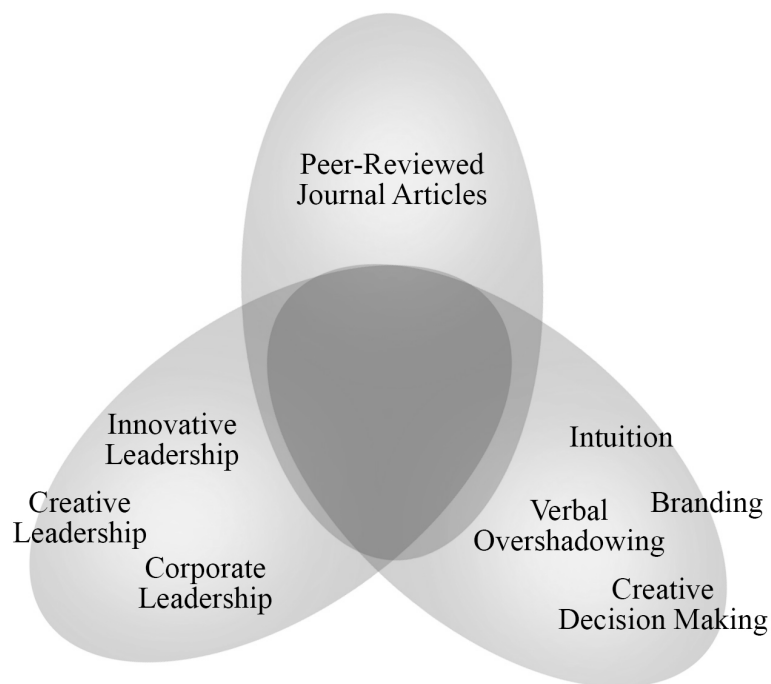 Peer-Reviewed
Journal Articles
Innovative
Leadership
Creative
Leadership
Corporate
Leadership
Intuition
Branding
Verbal
Overshadowing
Creative
Decision Making